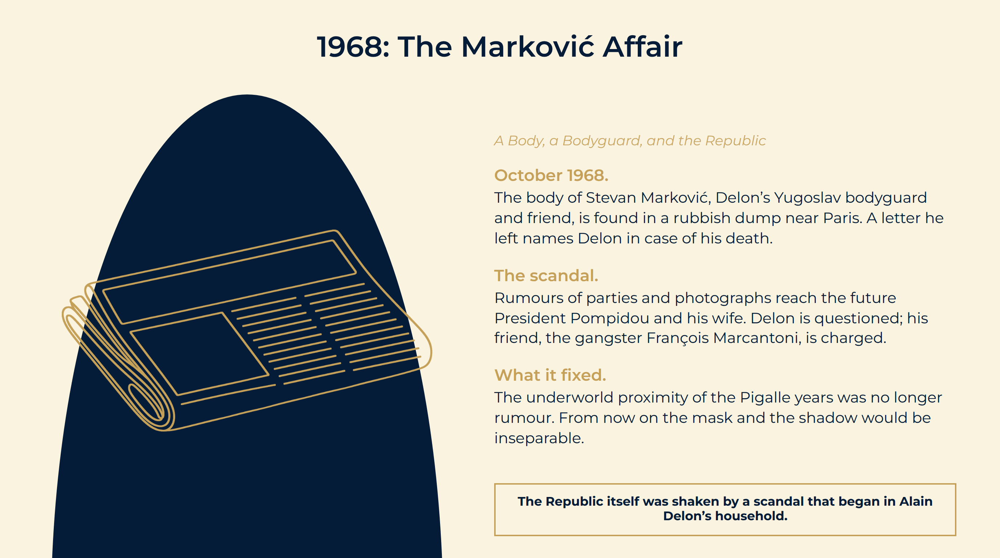 1968: The Marković Affair
A Body, a Bodyguard, and the Republic
October 1968.
The body of Stevan Marković, Delon’s Yugoslav bodyguard
and friend, is found in a rubbish dump near Paris. A letter he
left names Delon in case of his death.
The scandal.
Rumours of parties and photographs reach the future
President Pompidou and his wife. Delon is questioned; his
friend, the gangster François Marcantoni, is charged.
What it fixed.
The underworld proximity of the Pigalle years was no longer
rumour. From now on the mask and the shadow would be
inseparable.
The Republic itself was shaken by a scandal that began in Alain
Delon’s household.